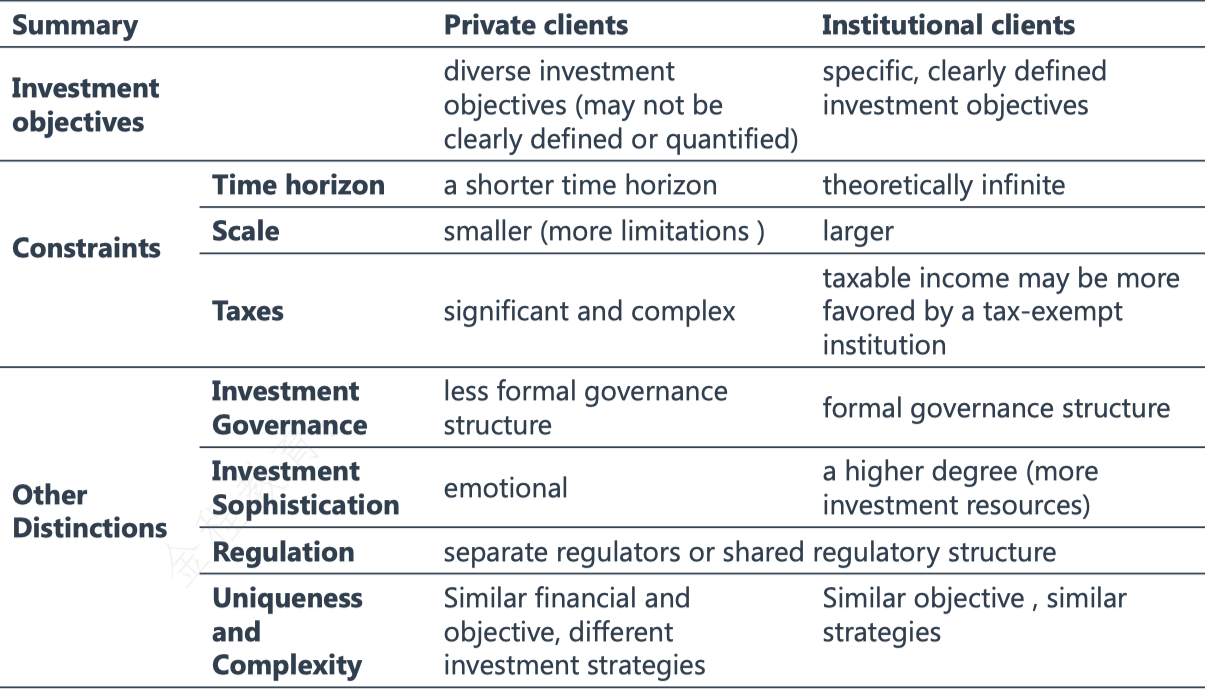 Summary Private clients Institutional clients
Investment objectives
diverse investment objectives (may not be clearly defined or quantified)
specific, clearly defined investment objectives
Constraints
Time horizon
a shorter time horizon
theoretically infinite
Scale
smaller (more limitations )
larger
Taxes
significant and complex
taxable income may be more favored by a tax-exempt institution
Other Distinctions
Investment Governance
less formal governance structure
formal governance structure
Investment Sophistication
emotional
a higher degree (more investment resources)
Regulation
separate regulators or shared regulatory structure
Uniqueness and Complexity
Similar financial and objective, different investment strategies
Similar objective , similar strategies